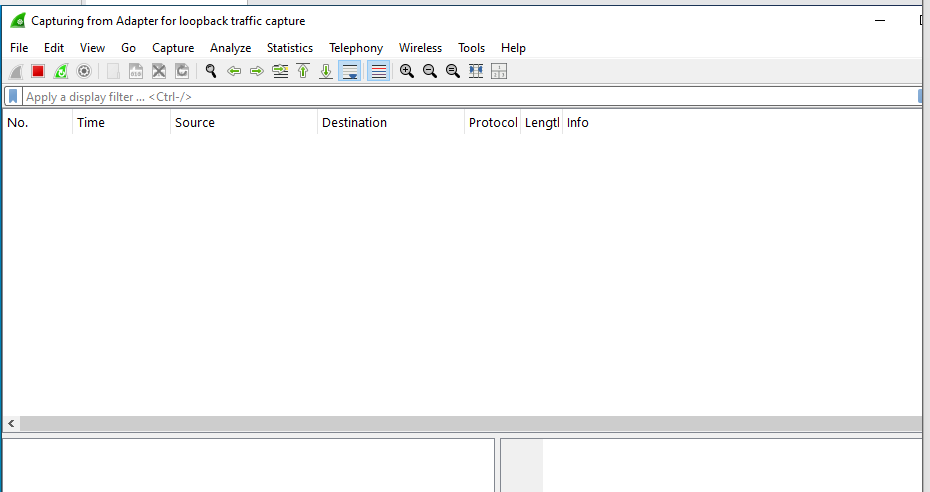 Capturing from Adapter for loopback traffic capture
File Edit View Go Capture Analyze Statistics Telephony Wireless Tools Help
Apply a display filter ... <Ctrl-/>
No. Time Source Destination Protocol Lengtl Info